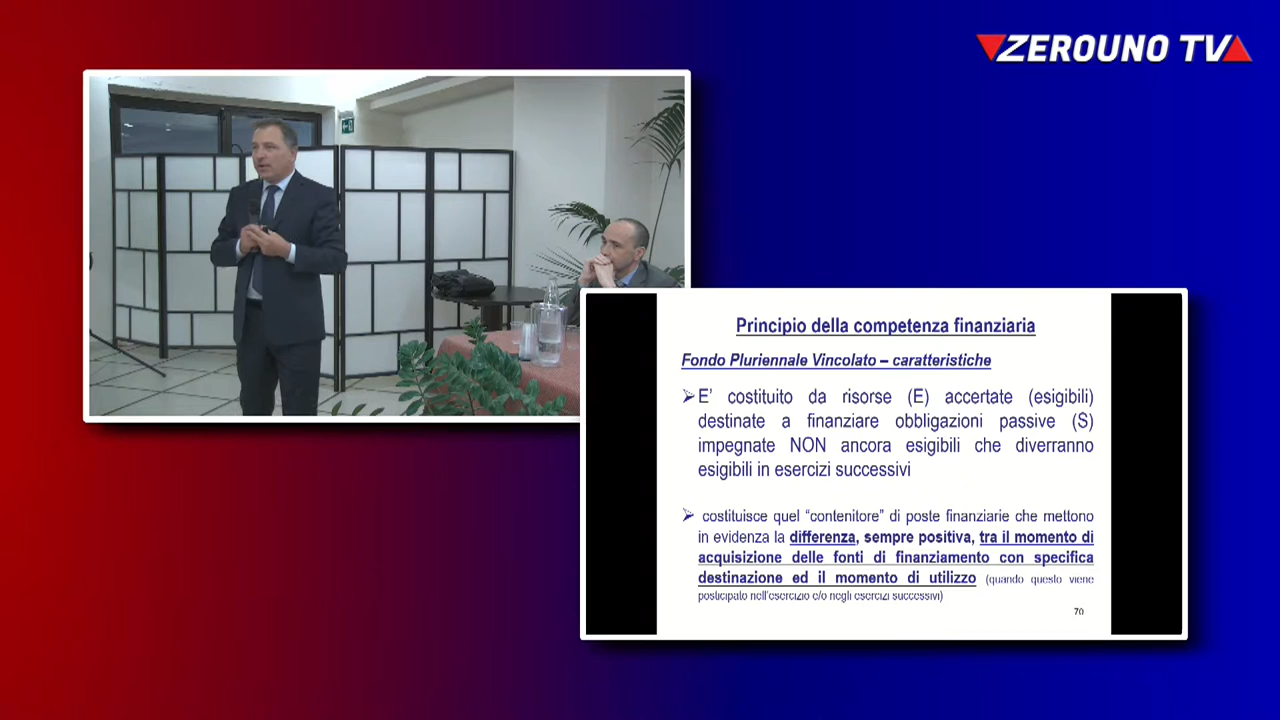 ZEROUNO TV
Principio della competenza finanziaria
Fondo Pluriennale Vincolato – caratteristiche
➢ E’ costituito da risorse (E) accertate (esigibili)
destinate a finanziare obbligazioni passive (S)
impegnate NON ancora esigibili che diverranno
esigibili in esercizi successivi
➢ costituisce quel “contenitore” di poste finanziarie che mettono
in evidenza la differenza, sempre positiva, tra il momento di
acquisizione delle fonti di finanziamento con specifica
destinazione ed il momento di utilizzo (quando questo viene
posticipato nell’esercizio e/o negli esercizi successivi)
70